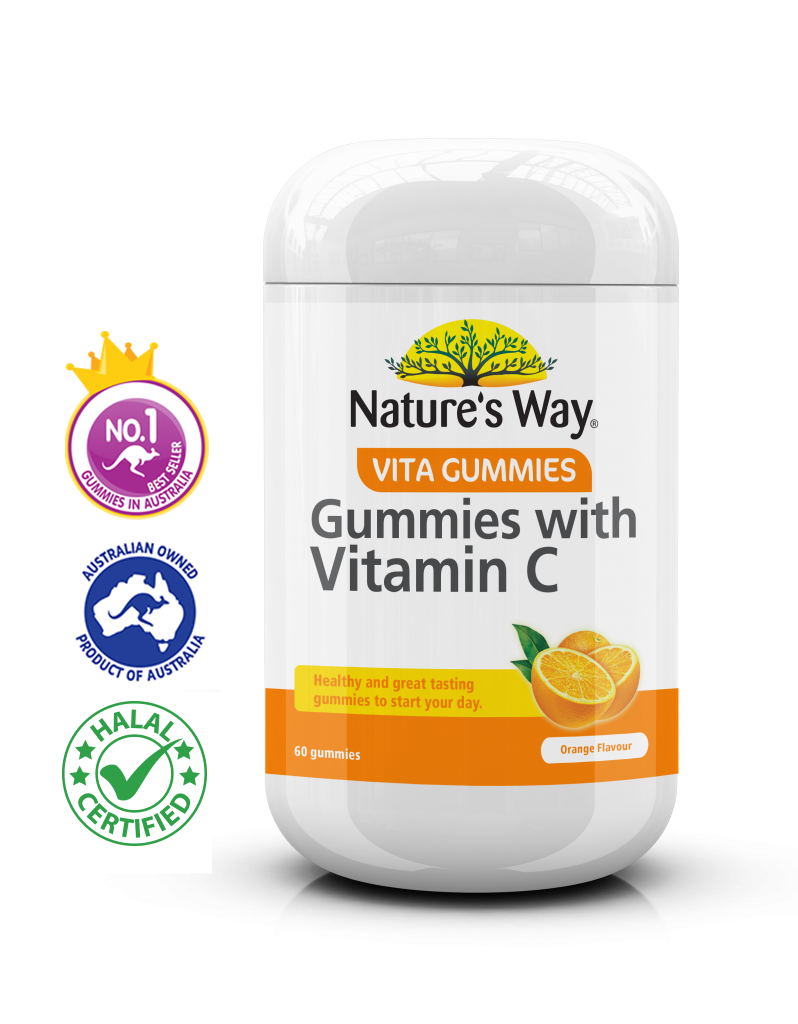 Nature's Way®
VITA GUMMIES
Gummies with
Vitamin C
Healthy and great tasting
gummies to start your day.
60 gummies
Orange Flavour
NO.1
BEST SELLER
GUMMIES IN AUSTRALIA
AUSTRALIAN OWNED
PRODUCT OF AUSTRALIA
HALAL
CERTIFIED